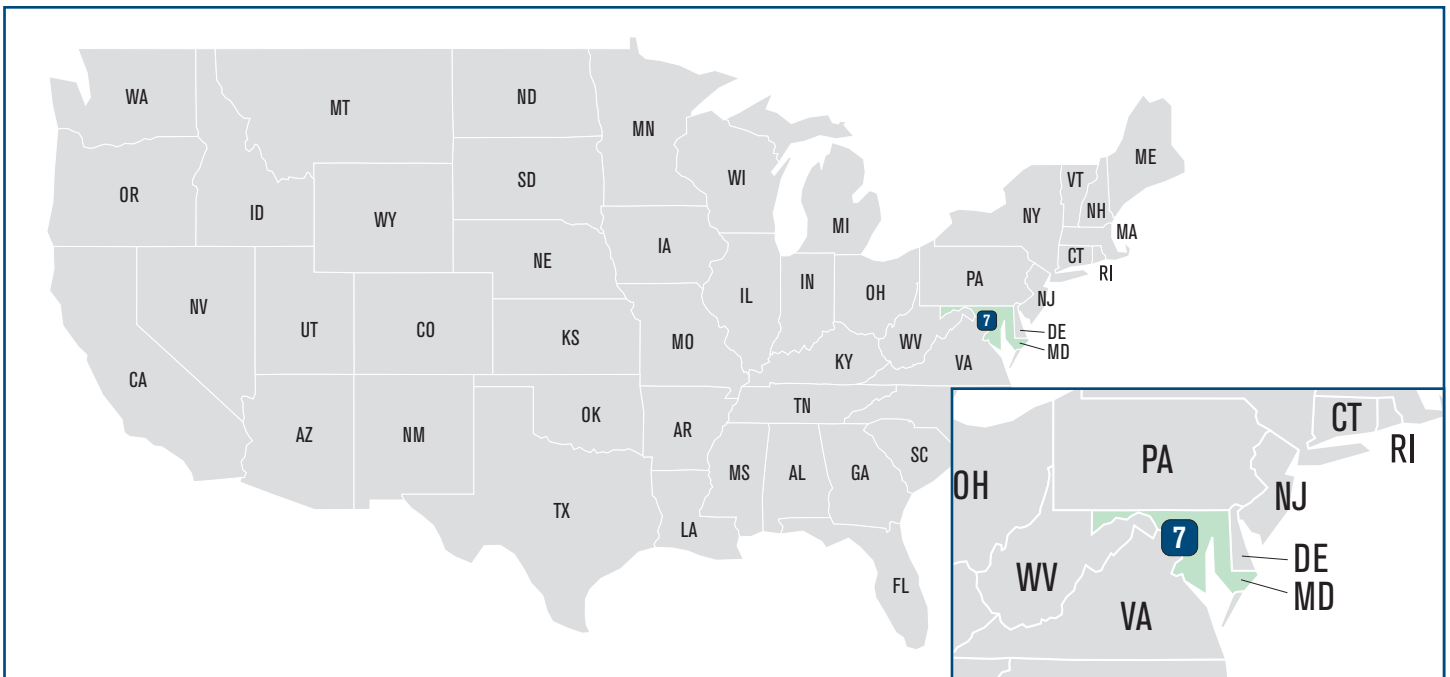 WA
MT
ND
MN
OR
ID
WY
SD
WI
MI
NY
VT
NH
ME
MA
CT
RI
NV
UT
CO
NE
IA
IL
IN
OH
PA
NJ
7
DE
MD
CA
KS
MO
KY
WV
VA
AZ
NM
OK
AR
TN
TX
LA
MS
AL
GA
SC
FL
OH
PA
CT
RI
NJ
7
WV
VA
DE
MD